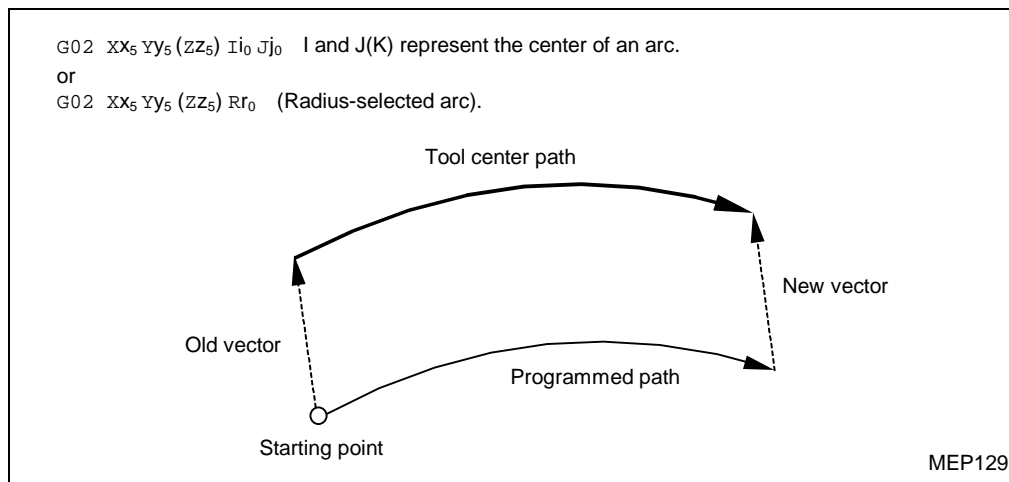 G02 Xx₅ Yy₅ (Zz₅) Ii₀ Jj₀ I and J(K) represent the center of an arc.
or
G02 Xx₅ Yy₅ (Zz₅) Rr₀ (Radius-selected arc).
Tool center path
New vector
Old vector
Programmed path
Starting point
MEP129